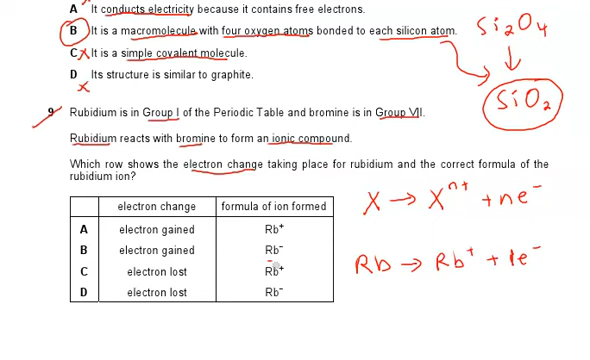 A It conducts electricity because it contains free electrons.
B It is a macromolecule with four oxygen atoms bonded to each silicon atom.
C It is a simple covalent molecule.
D Its structure is similar to graphite.
Si₂O₄
↓
SiO₂
9 Rubidium is in Group I of the Periodic Table and bromine is in Group VII.
Rubidium reacts with bromine to form an ionic compound.
Which row shows the electron change taking place for rubidium and the correct formula of the
rubidium ion?
electron change formula of ion formed
A electron gained Rb⁺
B electron gained Rb⁻
C electron lost Rb⁺
D electron lost Rb⁻
X → Xⁿ⁺ + ne⁻
Rb → Rb⁺ + 1e⁻